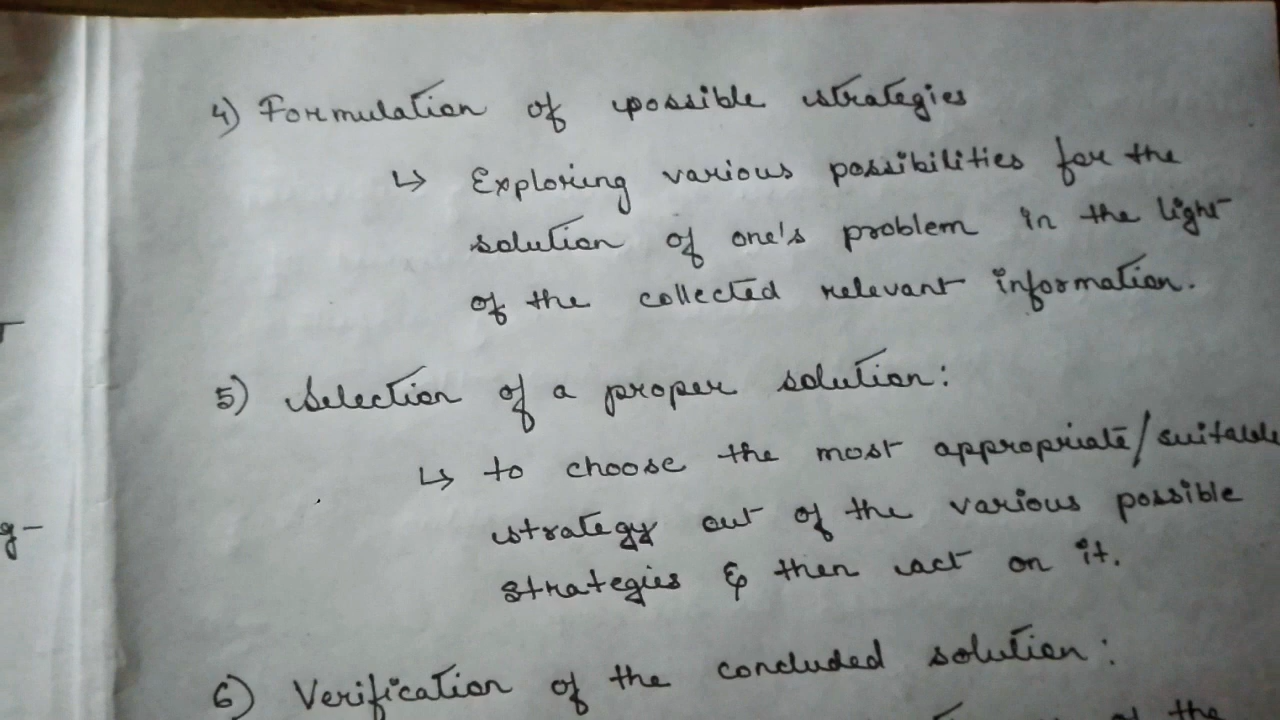 4) Formulation of possible strategies
↳ Exploring various possibilities for the
solution of one's problem in the light
of the collected relevant information.
5) Selection of a proper solution:
↳ to choose the most appropriate/suitable
strategy out of the various possible
strategies & then act on it.
6) Verification of the concluded solution:
the